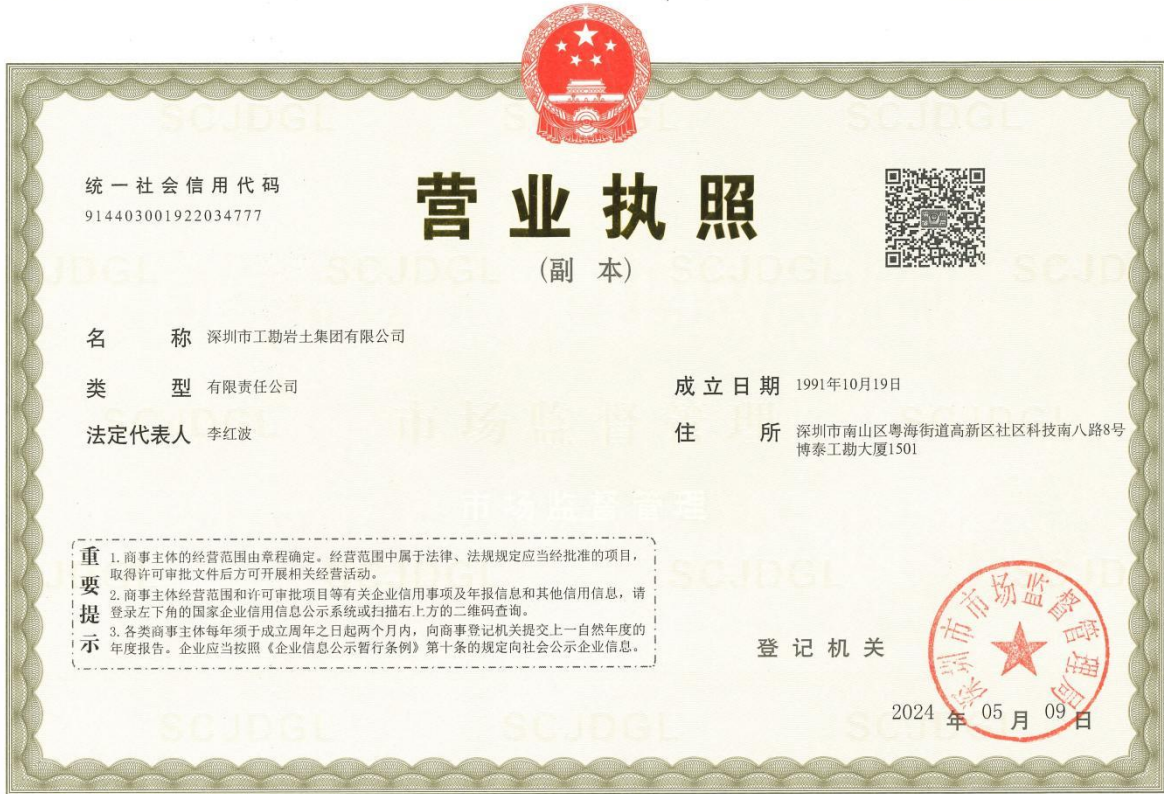 统一社会信用代码
914403001922034777
营业执照
(副 本)
名 称 深圳市工勘岩土集团有限公司
类 型 有限责任公司
法定代表人 李红波
成立日期 1991年10月19日
住 所 深圳市南山区粤海街道高新区社区科技南八路8号
博泰工勘大厦1501
重要提示
1. 商事主体的经营范围由章程确定。经营范围中属于法律、法规规定应当经批准的项目，
取得许可审批文件后方可开展相关经营活动。
2. 商事主体经营范围和许可审批项目等有关企业信用事项及年报信息和其他信用信息，请
登录左下角的国家企业信用信息公示系统或扫描右上方的二维码查询。
3. 各类商事主体每年须于成立周年之日起两个月内，向商事登记机关提交上一自然年度的
年度报告。企业应当按照《企业信息公示暂行条例》第十条的规定向社会公示企业信息。
登记机关
深圳市市场监督管理局
2024 年 05 月 09 日
SCJDGL
市场监督管理